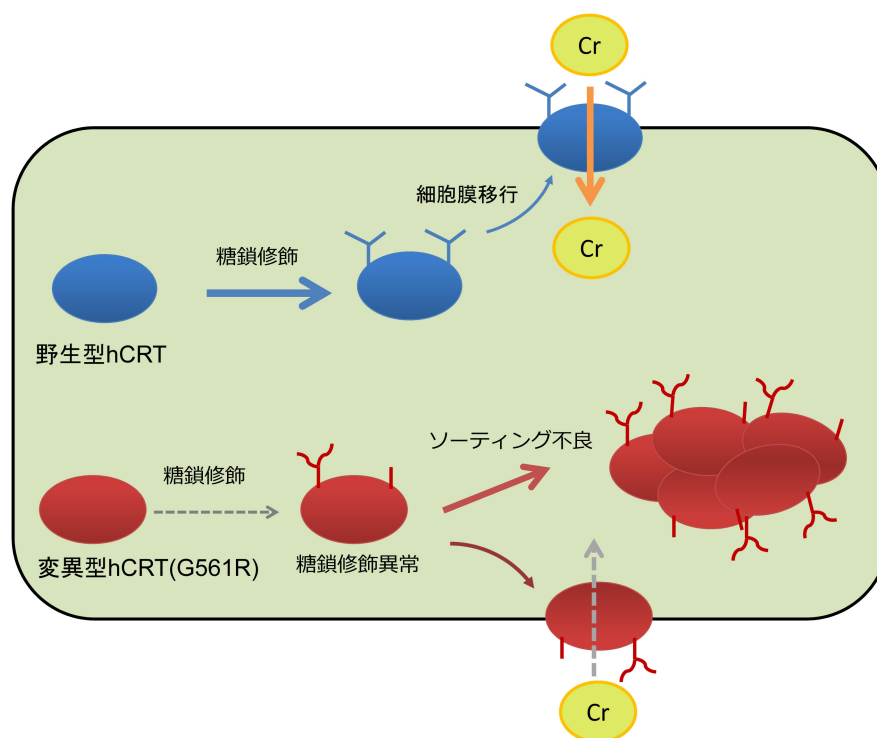 Cr
細胞膜移行
Cr
糖鎖修飾
野生型hCRT
ソーティング不良
糖鎖修飾
変異型hCRT(G561R)
糖鎖修飾異常
Cr